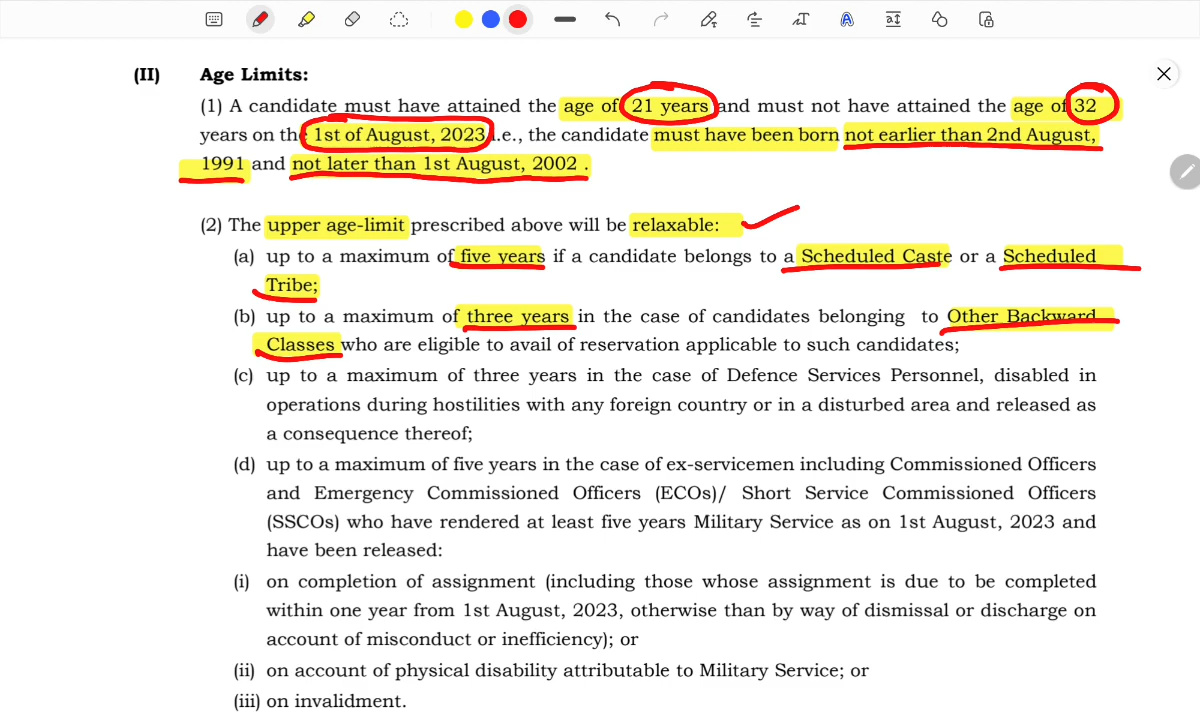 (II) Age Limits:
(1) A candidate must have attained the age of 21 years and must not have attained the age of 32
years on the 1st of August, 2023 i.e., the candidate must have been born not earlier than 2nd August,
1991 and not later than 1st August, 2002 .
(2) The upper age-limit prescribed above will be relaxable:
(a) up to a maximum of five years if a candidate belongs to a Scheduled Caste or a Scheduled
Tribe;
(b) up to a maximum of three years in the case of candidates belonging to Other Backward
Classes who are eligible to avail of reservation applicable to such candidates;
(c) up to a maximum of three years in the case of Defence Services Personnel, disabled in
operations during hostilities with any foreign country or in a disturbed area and released as
a consequence thereof;
(d) up to a maximum of five years in the case of ex-servicemen including Commissioned Officers
and Emergency Commissioned Officers (ECOs)/ Short Service Commissioned Officers
(SSCOs) who have rendered at least five years Military Service as on 1st August, 2023 and
have been released:
(i) on completion of assignment (including those whose assignment is due to be completed
within one year from 1st August, 2023, otherwise than by way of dismissal or discharge on
account of misconduct or inefficiency); or
(ii) on account of physical disability attributable to Military Service; or
(iii) on invalidment.